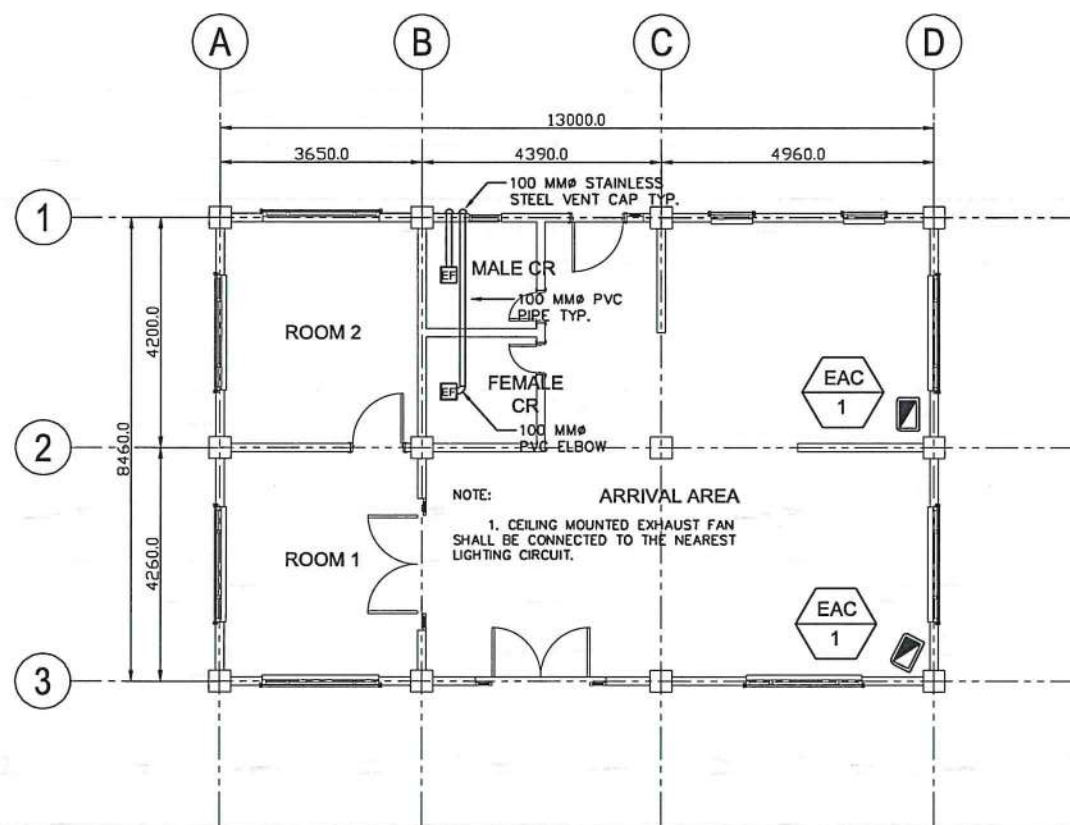 A
B
C
D
13000.0
3650.0
4390.0
4960.0
100 MMø STAINLESS
STEEL VENT CAP TYP.
1
EF
MALE CR
100 MMø PVC
PIPE TYP.
ROOM 2
4200.0
EF
FEMALE
CR
EAC
1
100 MMø
PVC ELBOW
2
8460.0
NOTE:
ARRIVAL AREA
1. CEILING MOUNTED EXHAUST FAN
SHALL BE CONNECTED TO THE NEAREST
LIGHTING CIRCUIT.
ROOM 1
4260.0
EAC
1
3